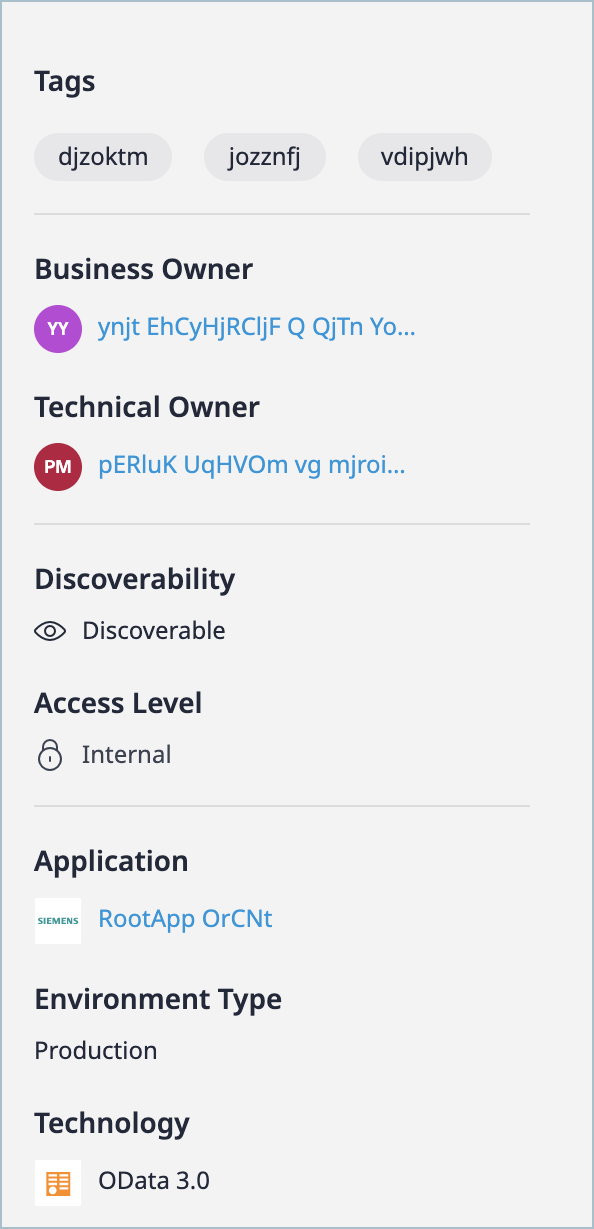 Tags
djzoktm jozznfj vdipjwh
Business Owner
YY ynjt EhCyHjRCljF Q QjTn Yo...
Technical Owner
PM pERluK UqHVOm vg mjroi...
Discoverability
Discoverable
Access Level
Internal
Application
SIEMENS RootApp OrCNt
Environment Type
Production
Technology
OData 3.0